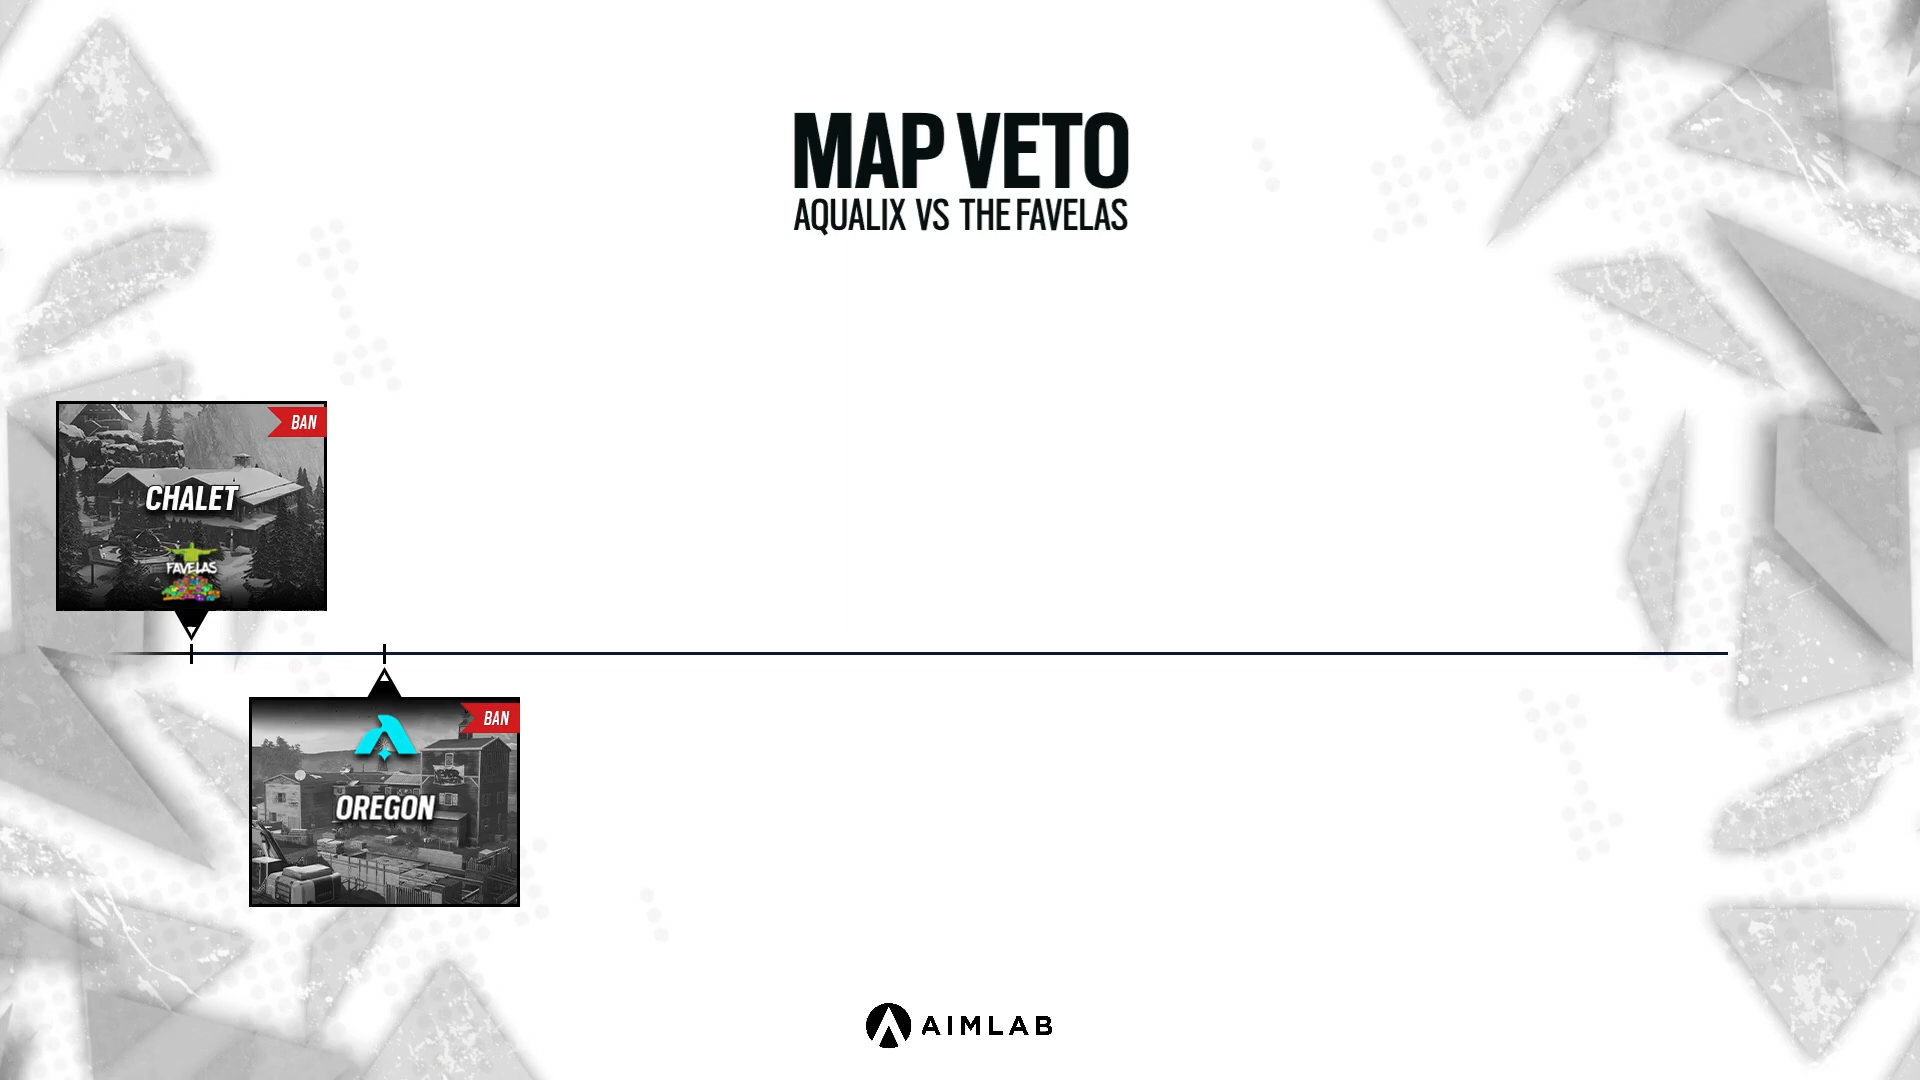 MAP VETO
AQUALIX VS THE FAVELAS
BAN
CHALET
FAVELAS
BAN
OREGON
AIMLAB